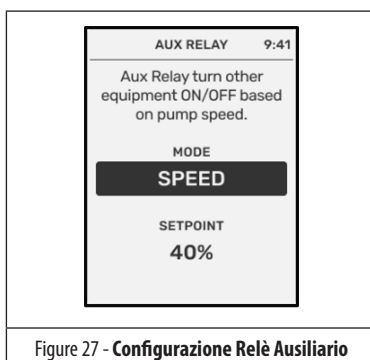 AUX RELAY 9:41
Aux Relay turn other
equipment ON/OFF based
on pump speed.
MODE
SPEED
SETPOINT
40%
Figure 27 - Configurazione Relè Ausiliario